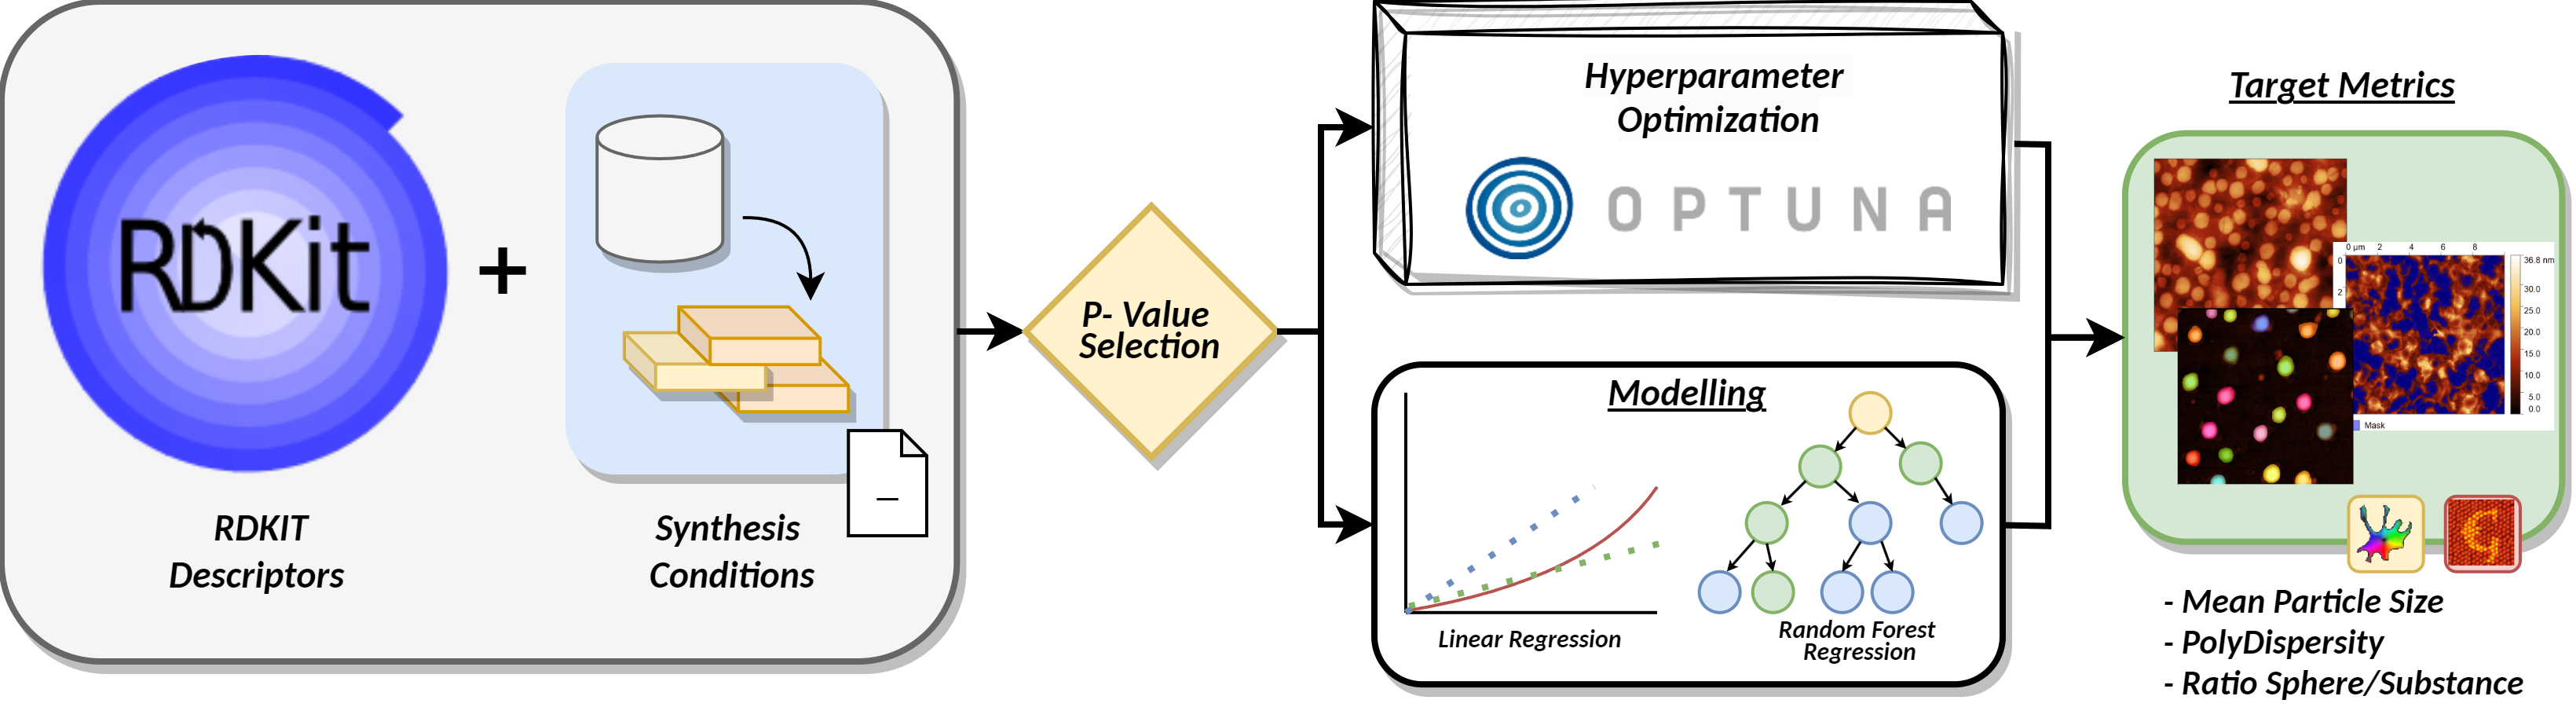 RDKit
+
RDKIT
Descriptors
Synthesis
Conditions
P- Value
Selection
Hyperparameter
Optimization
OPTUNA
Modelling
Linear Regression
Random Forest
Regression
Target Metrics
0 µm 2 4 6 8
0
2
36.8 nm
30.0
25.0
20.0
15.0
10.0
5.0
0.0
Mask
- Mean Particle Size
- PolyDispersity
- Ratio Sphere/Substance